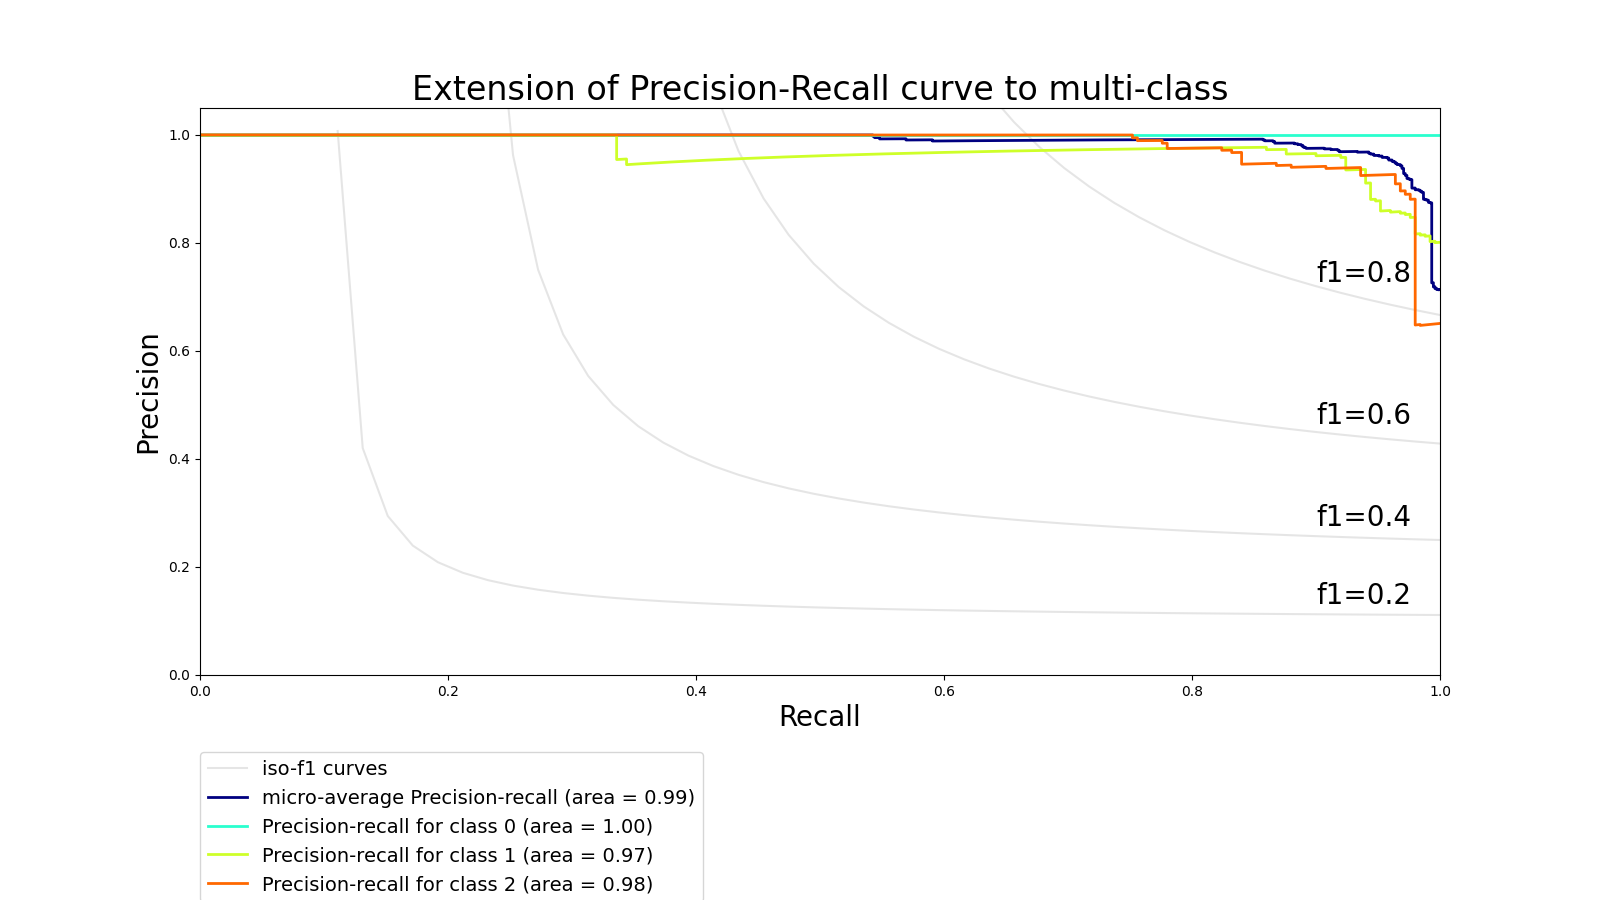 Extension of Precision-Recall curve to multi-class
1.0
0.8
0.6
0.4
0.2
0.0
Precision
f1=0.8
f1=0.6
f1=0.4
f1=0.2
0.0 0.2 0.4 0.6 0.8 1.0
Recall
iso-f1 curves
micro-average Precision-recall (area = 0.99)
Precision-recall for class 0 (area = 1.00)
Precision-recall for class 1 (area = 0.97)
Precision-recall for class 2 (area = 0.98)